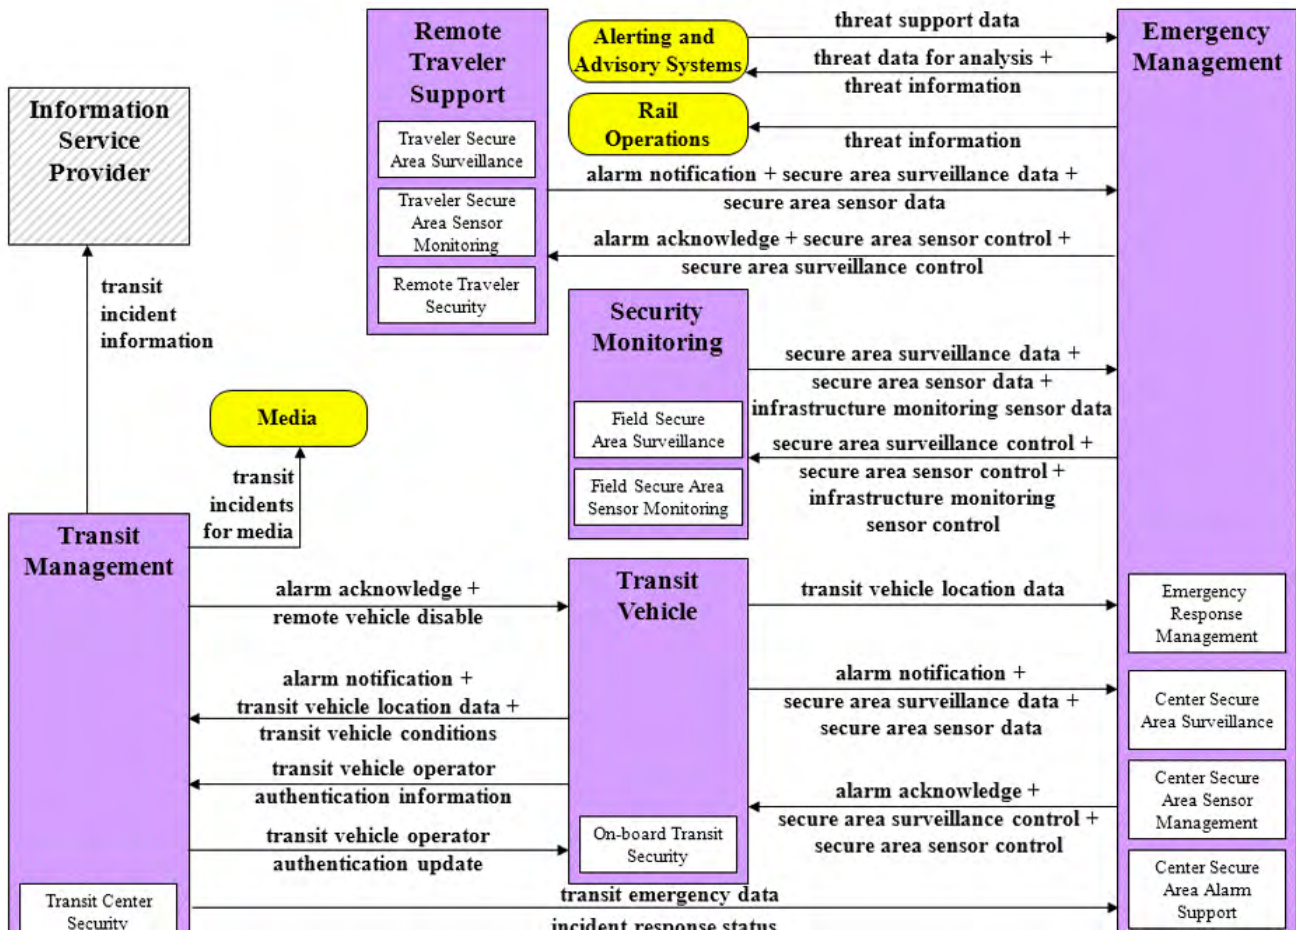 Remote
Traveler
Support
Traveler Secure
Area Surveillance
Traveler Secure
Area Sensor
Monitoring
Remote Traveler
Security
Alerting and
Advisory Systems
Rail
Operations
threat support data
threat data for analysis +
threat information
threat information
Emergency
Management
Information
Service
Provider
alarm notification + secure area surveillance data +
secure area sensor data
alarm acknowledge + secure area sensor control +
secure area surveillance control
transit
incident
information
Security
Monitoring
Field Secure
Area Surveillance
Field Secure Area
Sensor Monitoring
secure area surveillance data +
secure area sensor data +
infrastructure monitoring sensor data
secure area surveillance control +
secure area sensor control +
infrastructure monitoring
sensor control
Media
transit
incidents
for media
Transit
Management
alarm acknowledge +
remote vehicle disable
Transit
Vehicle
transit vehicle location data
Emergency
Response
Management
alarm notification +
transit vehicle location data +
transit vehicle conditions
alarm notification +
secure area surveillance data +
secure area sensor data
Center Secure
Area Surveillance
transit vehicle operator
authentication information
alarm acknowledge +
secure area surveillance control +
secure area sensor control
Center Secure
Area Sensor
Management
transit vehicle operator
authentication update
On-board Transit
Security
Center Secure
Area Alarm
Support
Transit Center
Security
transit emergency data
incident response status